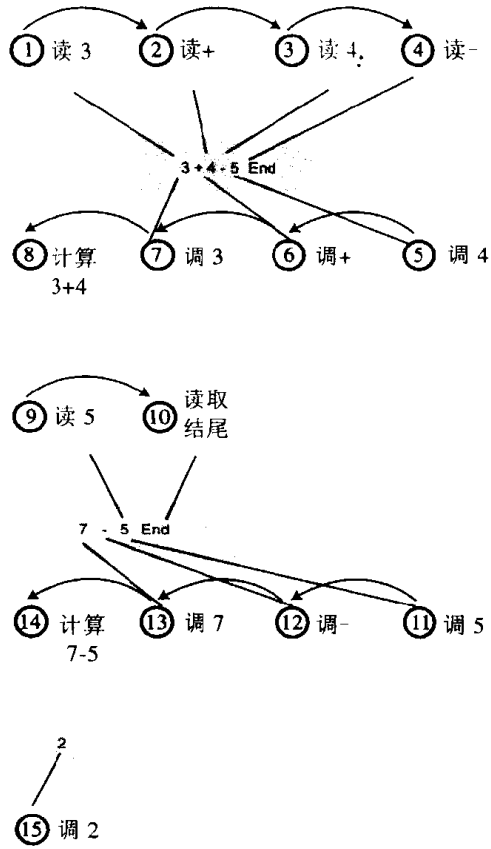 ① 读 3 ② 读+ ③ 读 4 ④ 读-
3 + 4 - 5 End
⑧ 计算 ⑦ 调 3 ⑥ 调+ ⑤ 调 4
3+4
⑨ 读 5 ⑩ 读取
结尾
7 - 5 End
⑭ 计算 ⑬ 调 7 ⑫ 调- ⑪ 调 5
7-5
2
⑮ 调 2